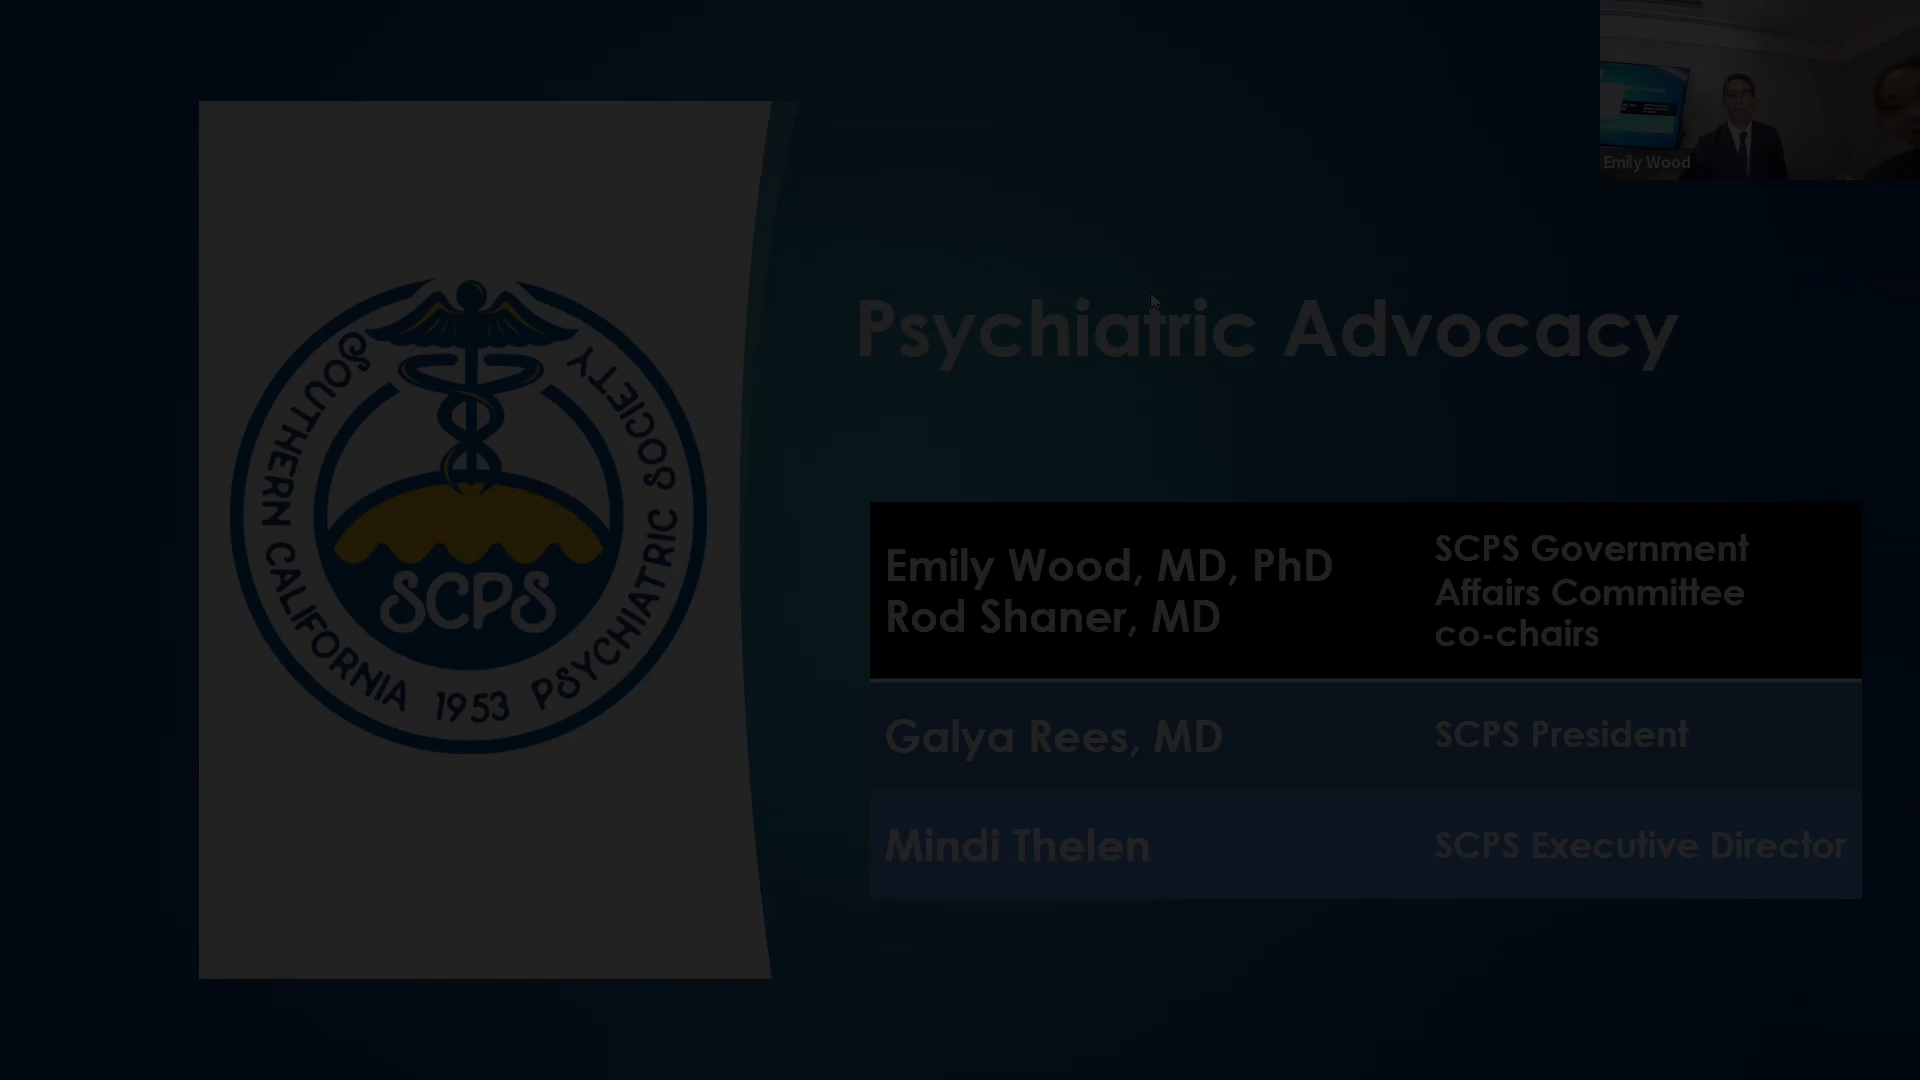 Emily Wood
SOUTHERN CALIFORNIA 1953 PSYCHIATRIC SOCIETY
SCPS
Psychiatric Advocacy
Emily Wood, MD, PhD
Rod Shaner, MD
SCPS Government
Affairs Committee
co-chairs
Galya Rees, MD
SCPS President
Mindi Thelen
SCPS Executive Director